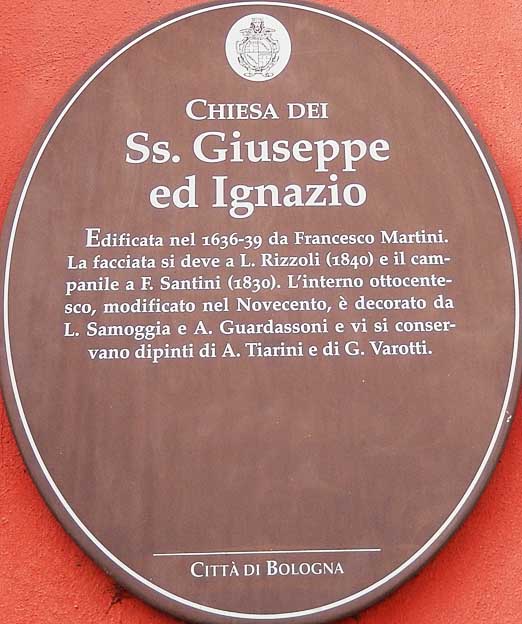 CHIESA DEI
Ss. Giuseppe
ed Ignazio
Edificata nel 1636-39 da Francesco Martini.
La facciata si deve a L. Rizzoli (1840) e il cam-
panile a F. Santini (1830). L'interno ottocente-
sco, modificato nel Novecento, è decorato da
L. Samoggia e A. Guardassoni e vi si conser-
vano dipinti di A. Tiarini e di G. Varotti.
CITTÀ DI BOLOGNA